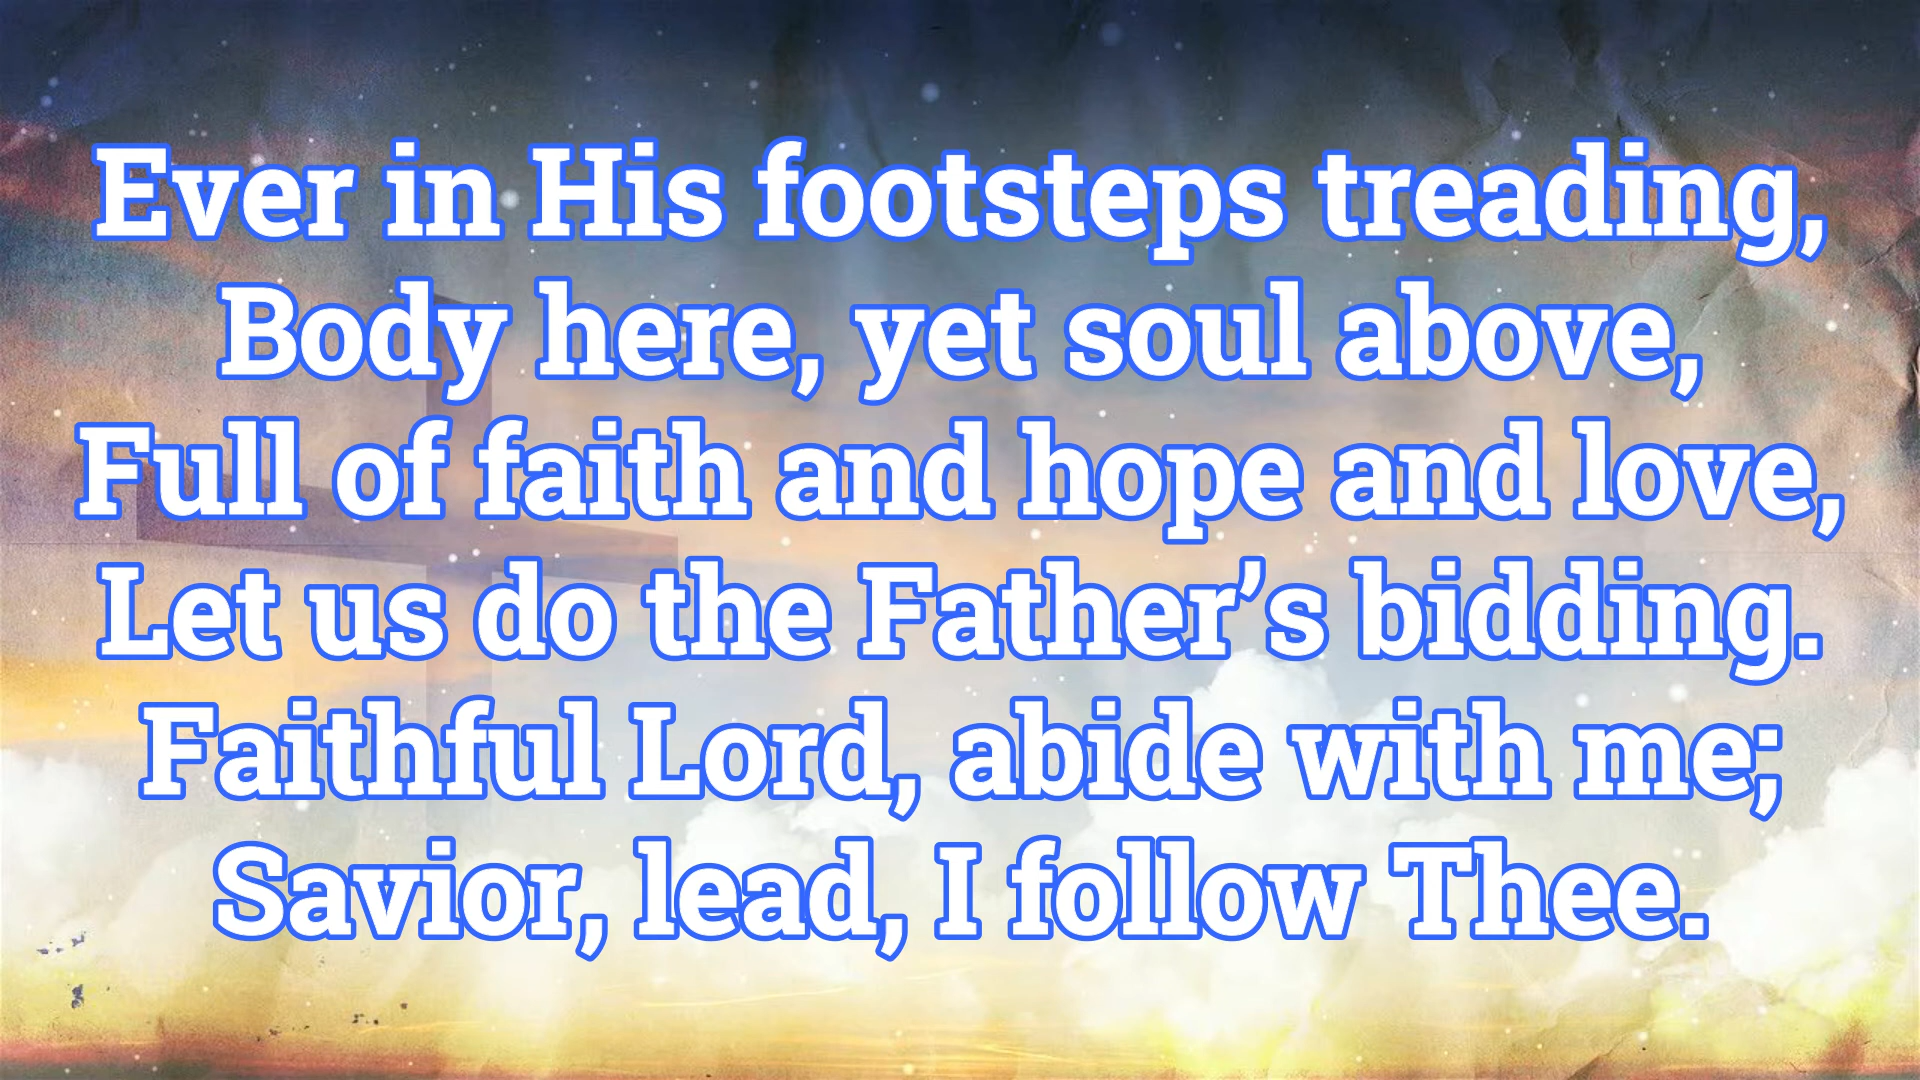 Ever in His footsteps treading,
Body here, yet soul above,
Full of faith and hope and love,
Let us do the Father’s bidding.
Faithful Lord, abide with me;
Savior, lead, I follow Thee.